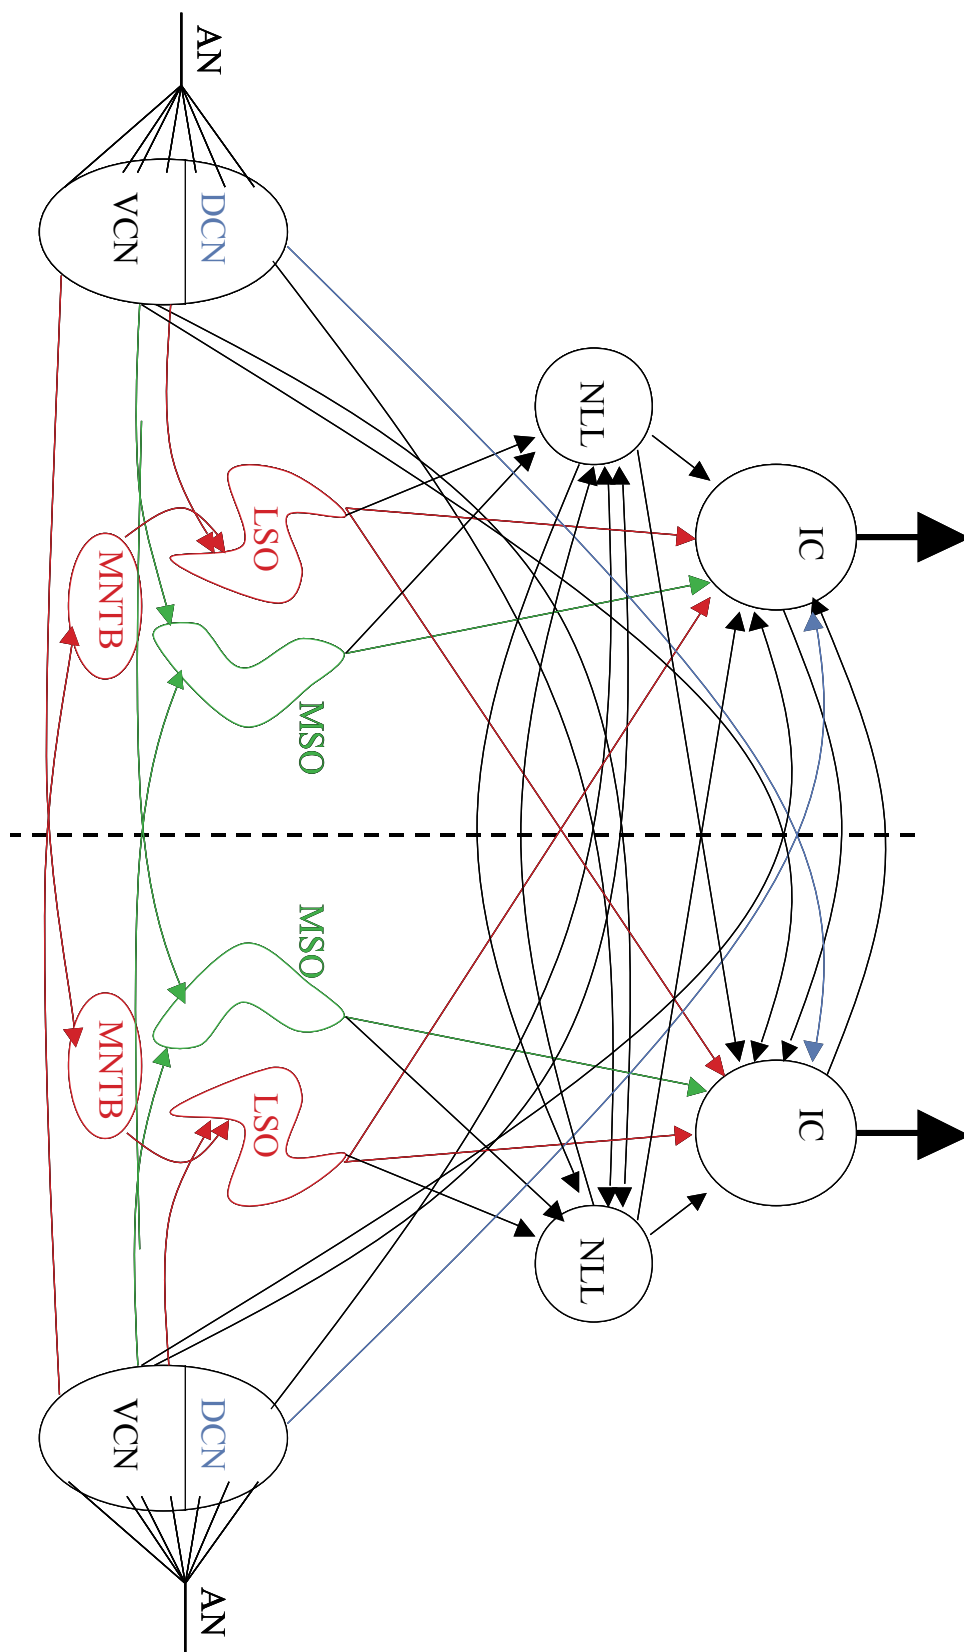 IC
IC
NLL
NLL
MSO
MSO
LSO
LSO
AN
DCN
DCN
AN
VCN
VCN
MNTB
MNTB